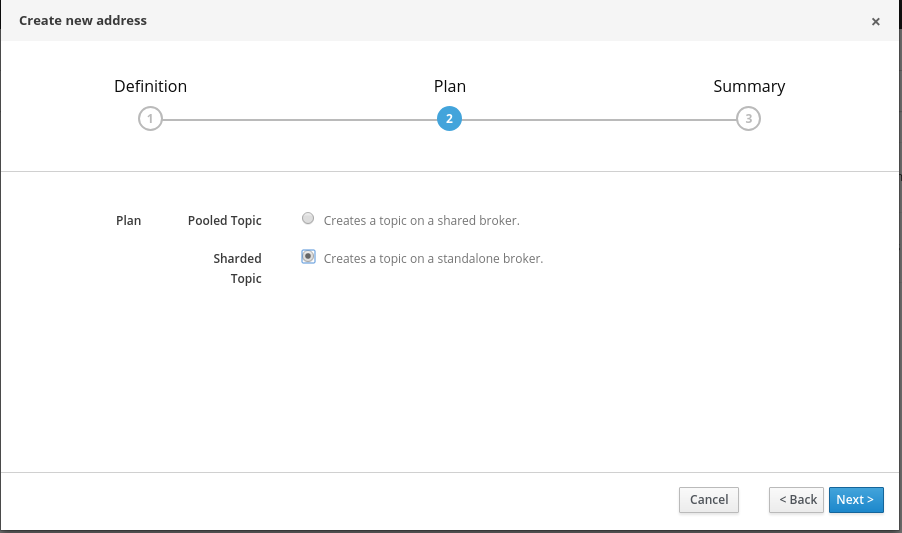 Create new address ×
Definition Plan Summary
1 2 3
Plan Pooled Topic Creates a topic on a shared broker.
Sharded Creates a topic on a standalone broker.
Topic
Cancel < Back Next >